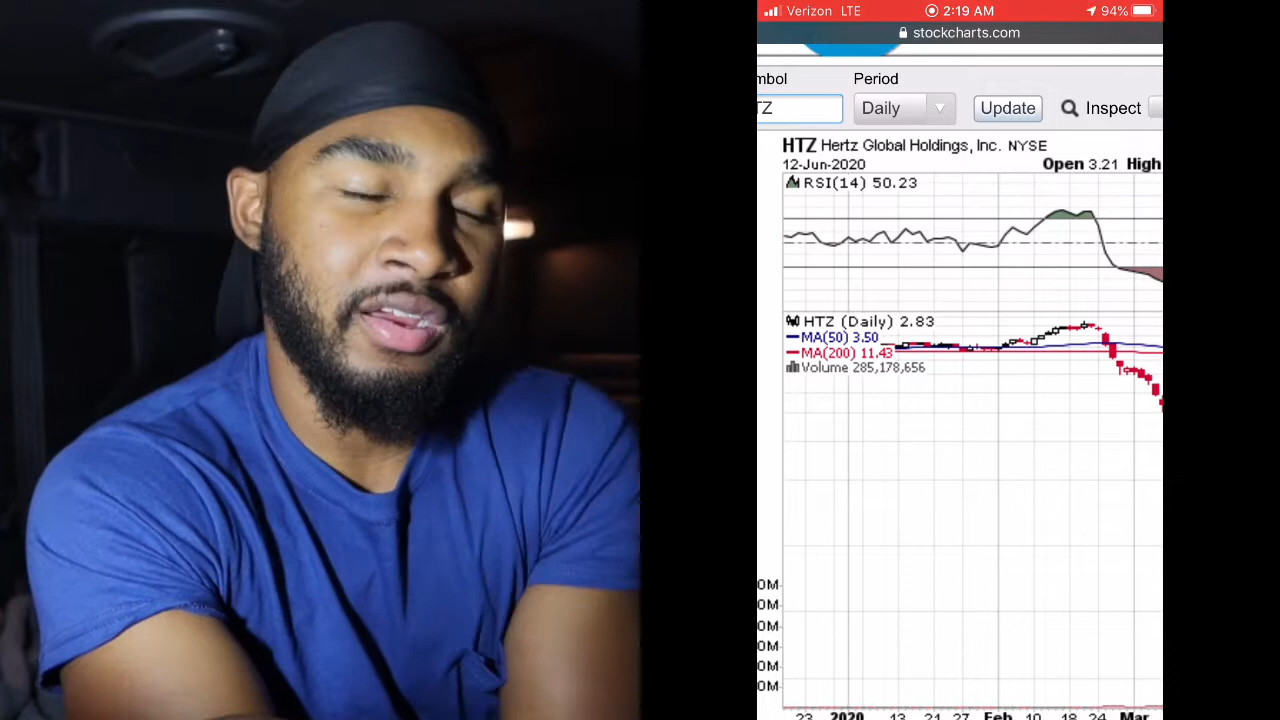 Verizon LTE 2:19 AM 94%
stockcharts.com
mbol Period
TZ Daily Update Inspect
HTZ Hertz Global Holdings, Inc. NYSE
12-Jun-2020 Open 3.21 High
RSI(14) 50.23
HTZ (Daily) 2.83
MA(50) 3.50
MA(200) 11.43
Volume 285,178,656
0M
0M
0M
0M
0M
0M
23 2020 13 21 27 Feb 10 18 24 Mar